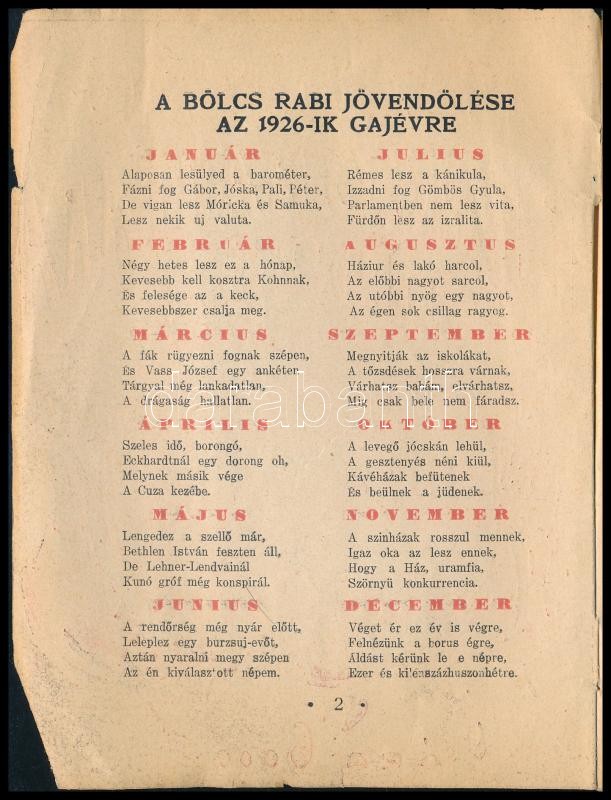 A BÖLCS RABI JÖVENDÖLÉSE
AZ 1926-IK GAJÉVRE
JANUÁR
Alaposan lesülyed a barométer,
Fázni fog Gábor, Jóska, Pali, Péter,
De vigan lesz Móricka és Samuka,
Lesz nekik uj valuta.
FEBRUÁR
Négy hetes lesz ez a hónap,
Kevesebb kell kosztra Kohnnak,
És felesége az a keck,
Kevesebbszer csalja meg.
MÁRCIUS
A fák rügyezni fognak szépen,
És Vass József egy ankéten
Tárgyal még lankadatlan,
A drágaság hallatlan.
ÁPRILIS
Szeles idő, borongó,
Eckhardtnál egy dorong oh,
Melynek másik vége
A Cuza kezébe.
MÁJUS
Lengedez a szellő már,
Bethlen István feszten áll,
De Lehner-Lendvainál
Kunó gróf még konspirál.
JUNIUS
A rendőrség még nyár előtt,
Leleplez egy burzsuj-evőt,
Aztán nyaralni megy szépen
Az én kiválasztott népem.
JULIUS
Rémes lesz a kánikula,
Izzadni fog Gömbös Gyula,
Parlamentben nem lesz vita,
Fürdőn lesz az izralita.
AUGUSZTUS
Háziur és lakó harcol,
Az előbbi nagyot sarcol,
Az utóbbi nyög egy nagyot,
Az égen sok csillag ragyog.
SZEPTEMBER
Megnyitják az iskolákat,
A tőzsdések hosszra várnak,
Várhatsz babám, elvárhatsz,
Mig csak bele nem fáradsz.
OKTÓBER
A levegő jócskán lehül,
A gesztenyés néni kiül,
Kávéházak befütenek
És beülnek a jüdenek.
NOVEMBER
A szinházak rosszul mennek,
Igaz oka az lesz ennek,
Hogy a Ház, uramfia,
Szörnyü konkurrencia.
DECEMBER
Véget ér ez év is végre,
Felnézünk a borus égre,
Áldást kérünk le e népre,
Ezer és ki'encszázhuszonhétre.
• 2 •
darabanth